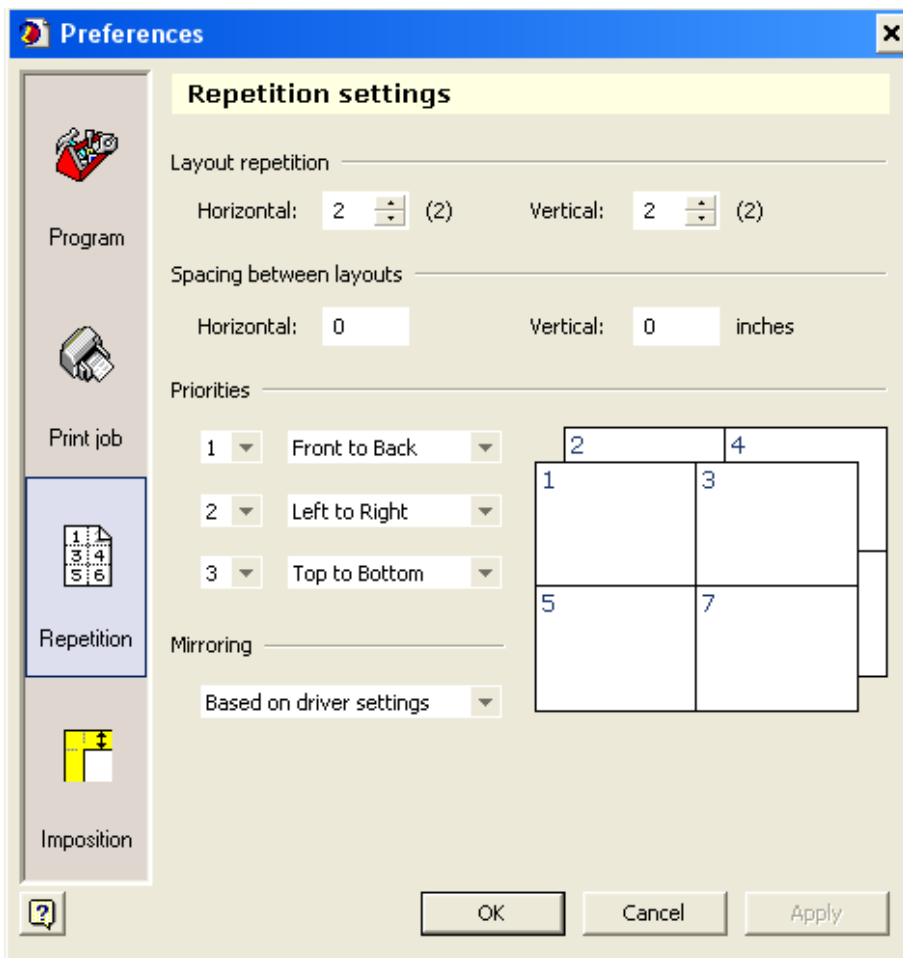 Preferences
Repetition settings
Layout repetition
Horizontal: 2 (2) Vertical: 2 (2)
Spacing between layouts
Horizontal: 0 Vertical: 0 inches
Priorities
1 Front to Back
2 Left to Right
3 Top to Bottom
2 4
1 3
5 7
Mirroring
Based on driver settings
Program
Print job
1 2
3 4
5 6
Repetition
Imposition
?
OK Cancel Apply